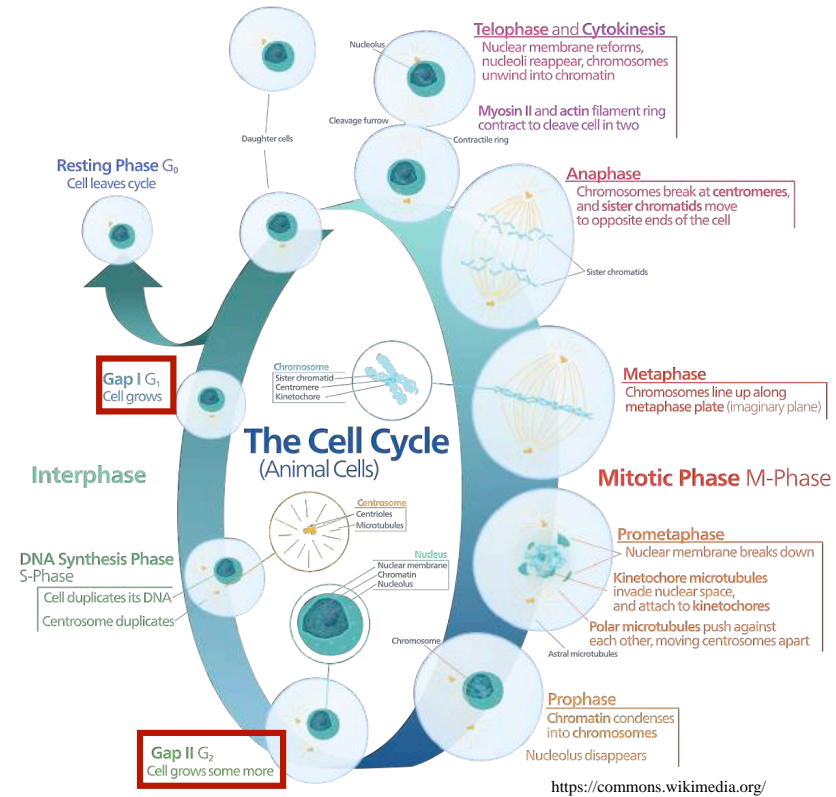 Telophase and Cytokinesis
Nuclear membrane reforms,
nucleoli reappear, chromosomes
unwind into chromatin
Myosin II and actin filament ring
contract to cleave cell in two
Nucleolus
Cleavage furrow
Contractile ring
Daughter cells
Resting Phase G₀
Cell leaves cycle
Anaphase
Chromosomes break at centromeres,
and sister chromatids move
to opposite ends of the cell
Sister chromatids
Gap I G₁
Cell grows
Chromosome
Sister chromatid
Centromere
Kinetochore
Metaphase
Chromosomes line up along
metaphase plate (imaginary plane)
The Cell Cycle
(Animal Cells)
Interphase
Mitotic Phase M-Phase
Centrosome
Centrioles
Microtubules
DNA Synthesis Phase
S-Phase
Cell duplicates its DNA
Centrosome duplicates
Nucleus
Nuclear membrane
Chromatin
Nucleolus
Prometaphase
Nuclear membrane breaks down
Kinetochore microtubules
invade nuclear space,
and attach to kinetochores
Polar microtubules push against
each other, moving centrosomes apart
Astral microtubules
Chromosome
Prophase
Chromatin condenses
into chromosomes
Nucleolus disappears
Gap II G₂
Cell grows some more
https://commons.wikimedia.org/